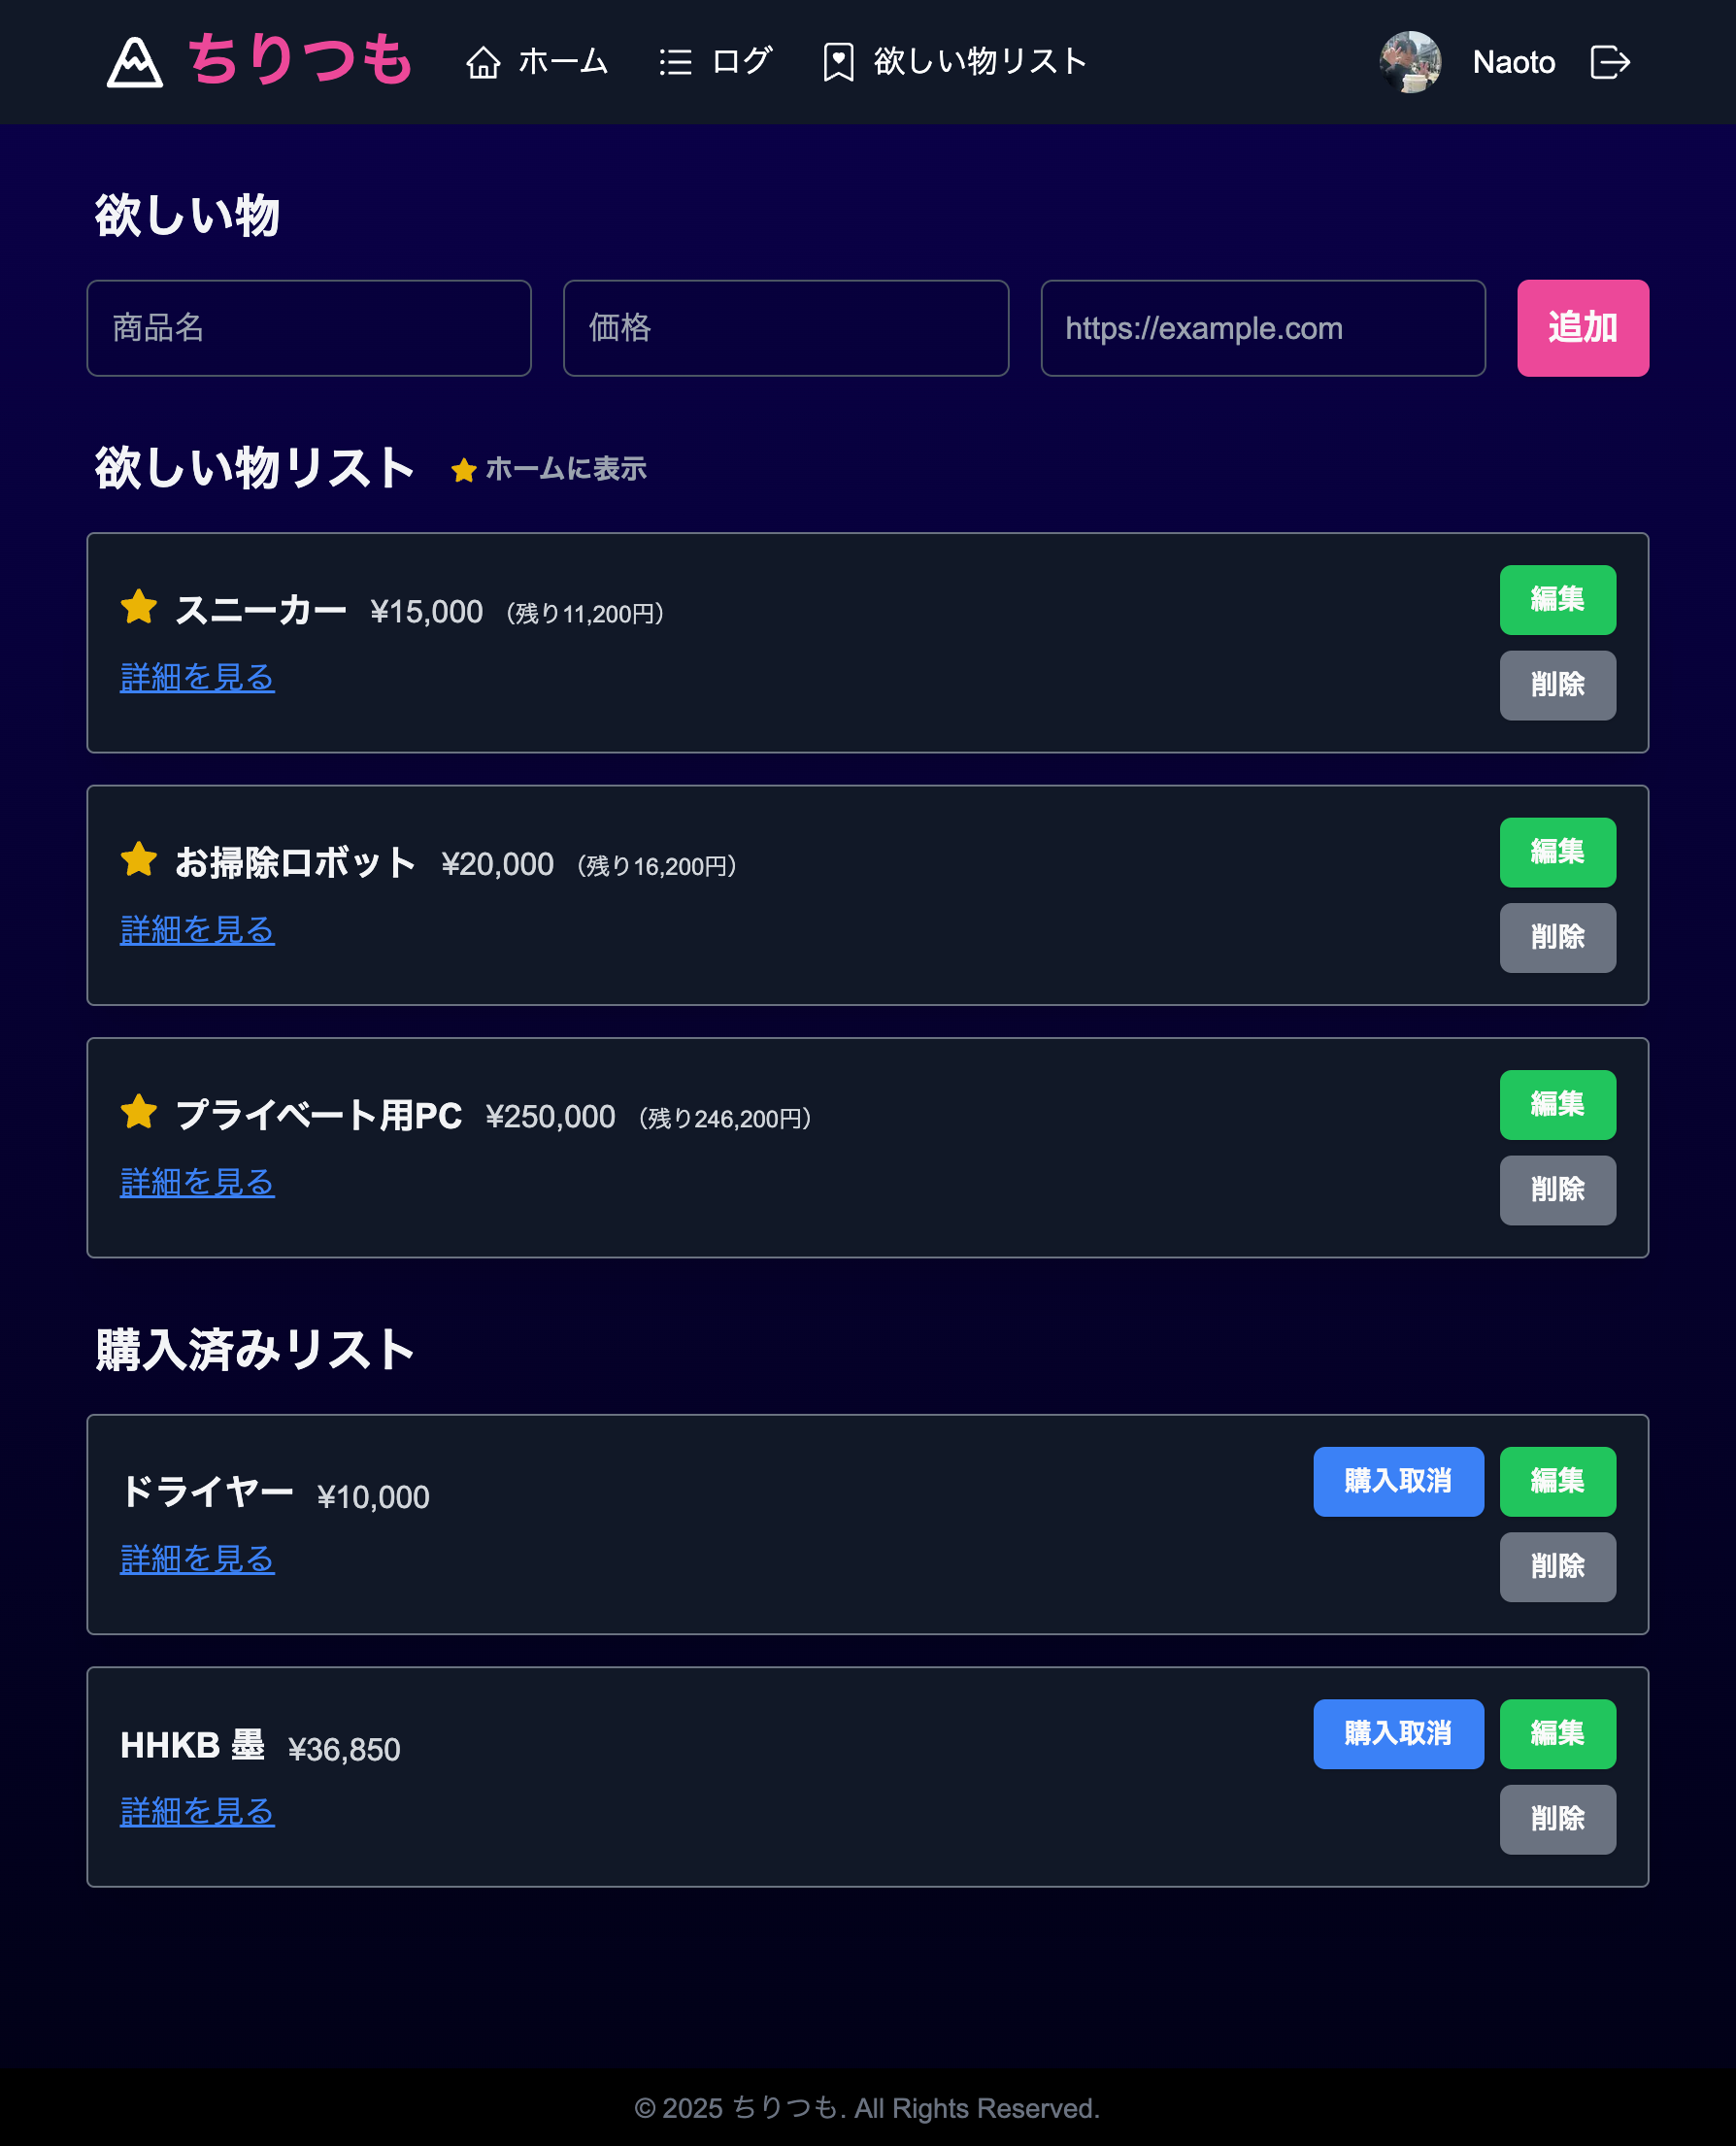 ちりつも ホーム ログ 欲しい物リスト Naoto
欲しい物
商品名 価格 https://example.com 追加
欲しい物リスト ホームに表示
スニーカー ¥15,000 （残り11,200円） 編集
詳細を見る 削除
お掃除ロボット ¥20,000 （残り16,200円） 編集
詳細を見る 削除
プライベート用PC ¥250,000 （残り246,200円） 編集
詳細を見る 削除
購入済みリスト
ドライヤー ¥10,000 購入取消 編集
詳細を見る 削除
HHKB 墨 ¥36,850 購入取消 編集
詳細を見る 削除
© 2025 ちりつも. All Rights Reserved.